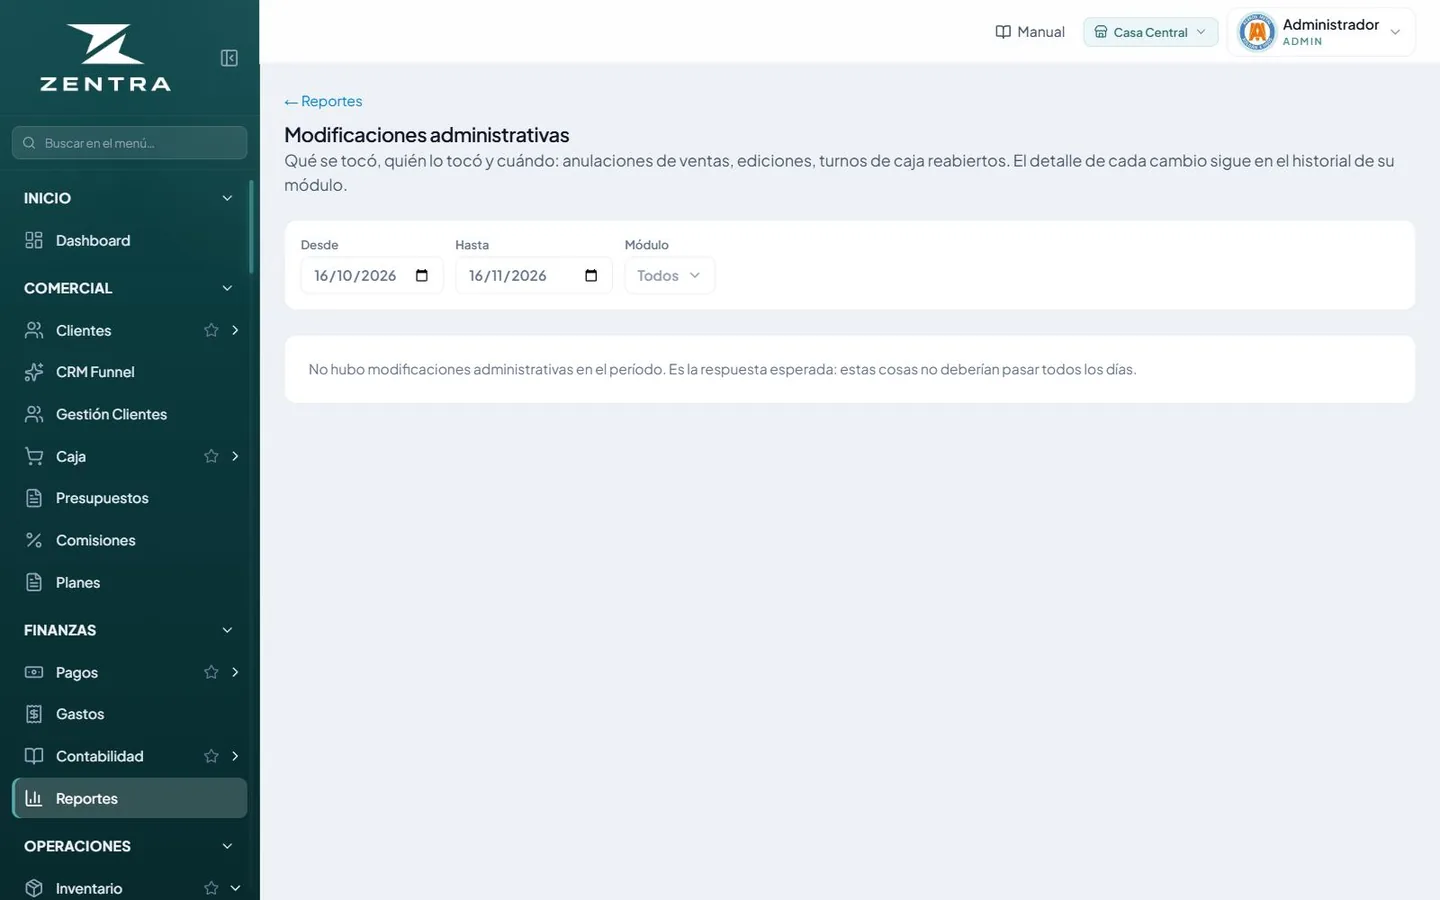 ZENTRA
Buscar en el menú...
INICIO
Dashboard
COMERCIAL
Clientes
CRM Funnel
Gestión Clientes
Caja
Presupuestos
Comisiones
Planes
FINANZAS
Pagos
Gastos
Contabilidad
Reportes
OPERACIONES
Inventario
Manual
Casa Central
Administrador
ADMIN
← Reportes
Modificaciones administrativas
Qué se tocó, quién lo tocó y cuándo: anulaciones de ventas, ediciones, turnos de caja reabiertos. El detalle de cada cambio sigue en el historial de su
módulo.
Desde
Hasta
Módulo
16/10/2026
16/11/2026
Todos
No hubo modificaciones administrativas en el período. Es la respuesta esperada: estas cosas no deberían pasar todos los días.